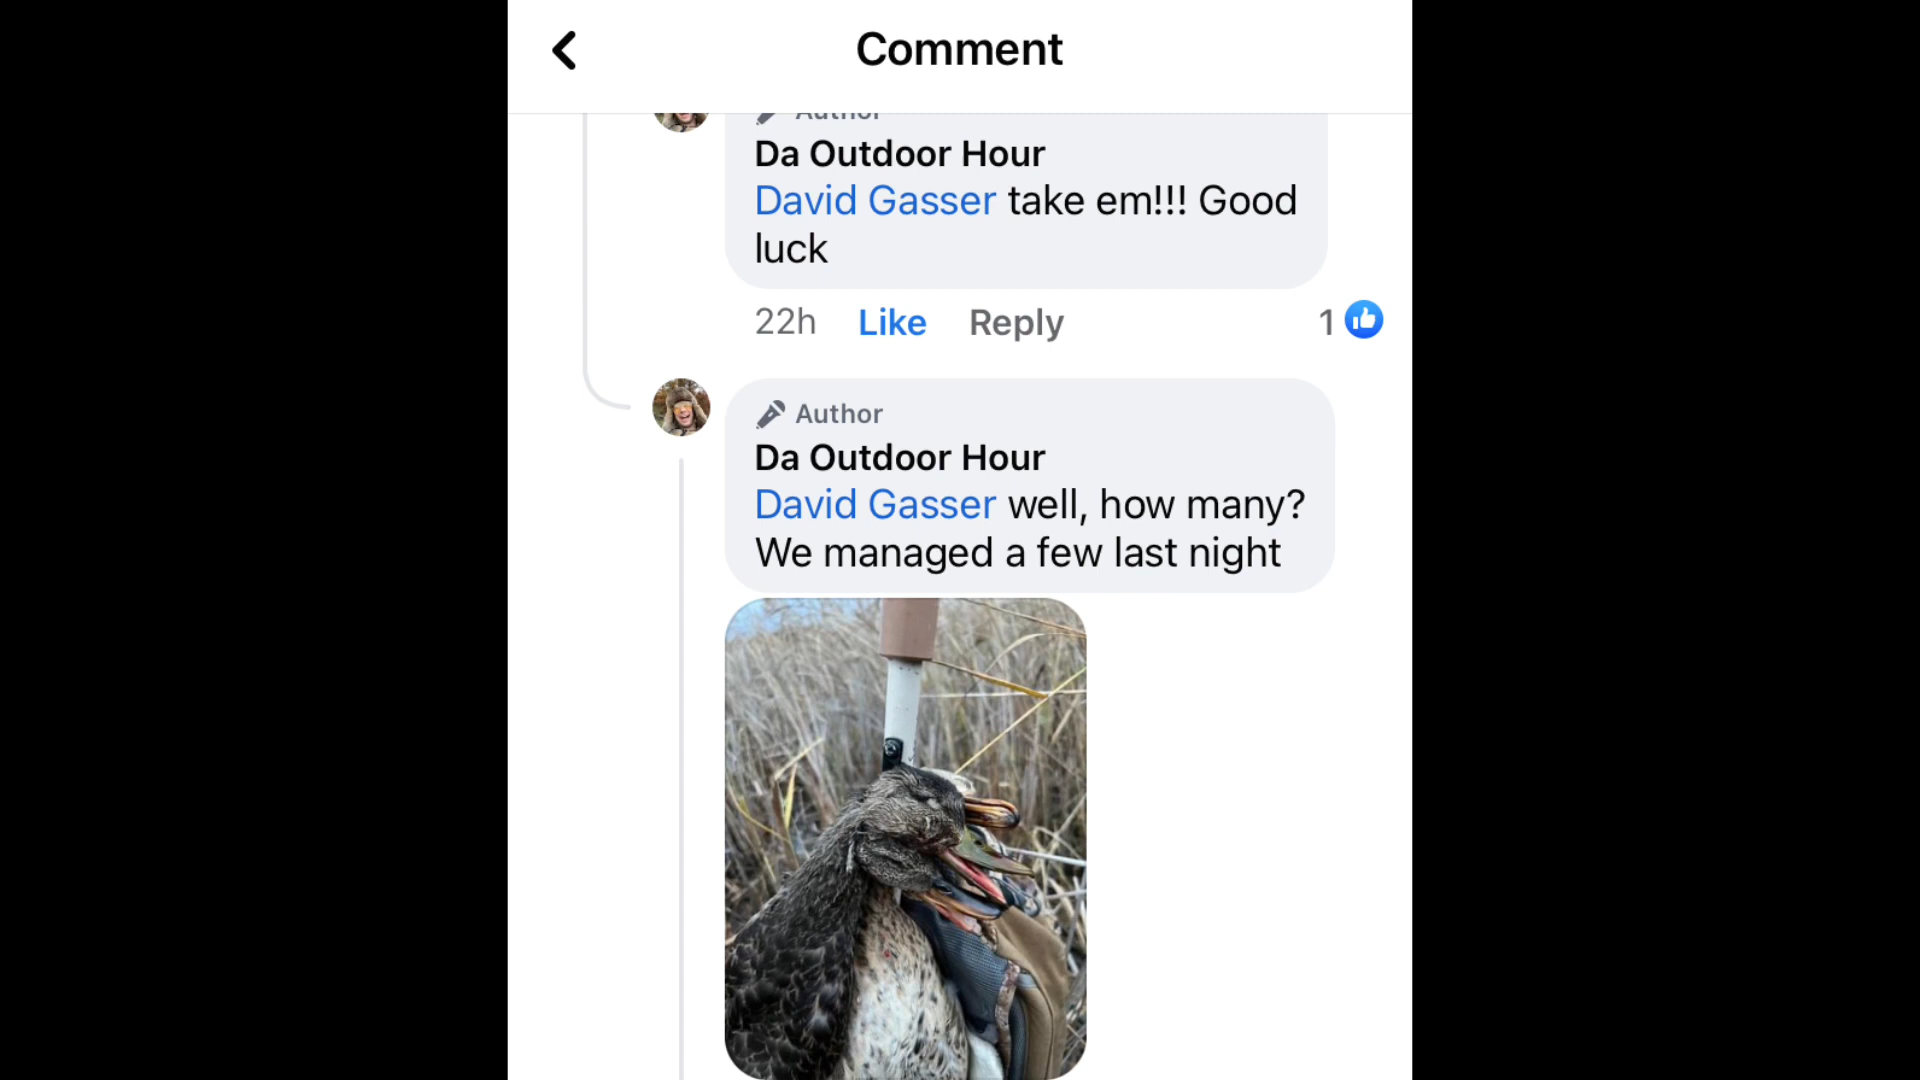 Comment
Author
Da Outdoor Hour
David Gasser take em!!! Good
luck
22h Like Reply 1
Author
Da Outdoor Hour
David Gasser well, how many?
We managed a few last night